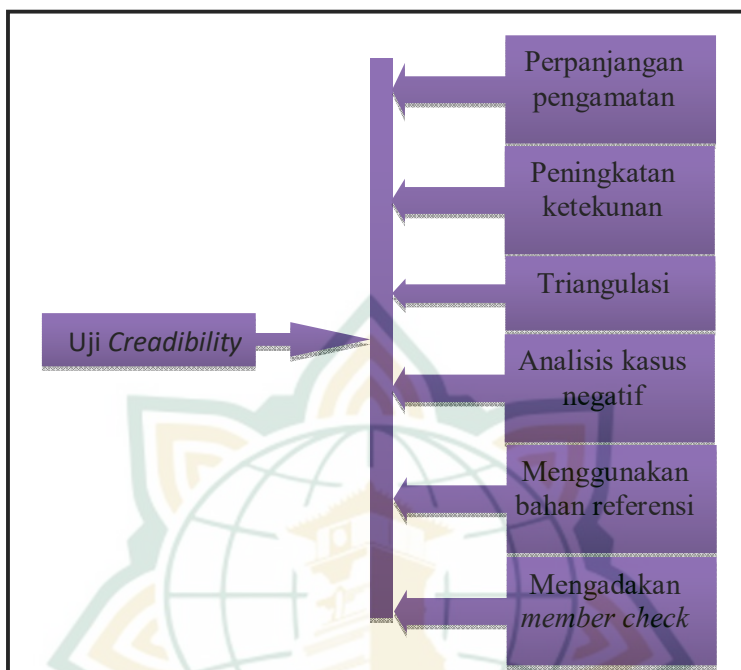 Perpanjangan
pengamatan
Peningkatan
ketekunan
Triangulasi
Uji Creadibility
Analisis kasus
negatif
Menggunakan
bahan referensi
Mengadakan
member check